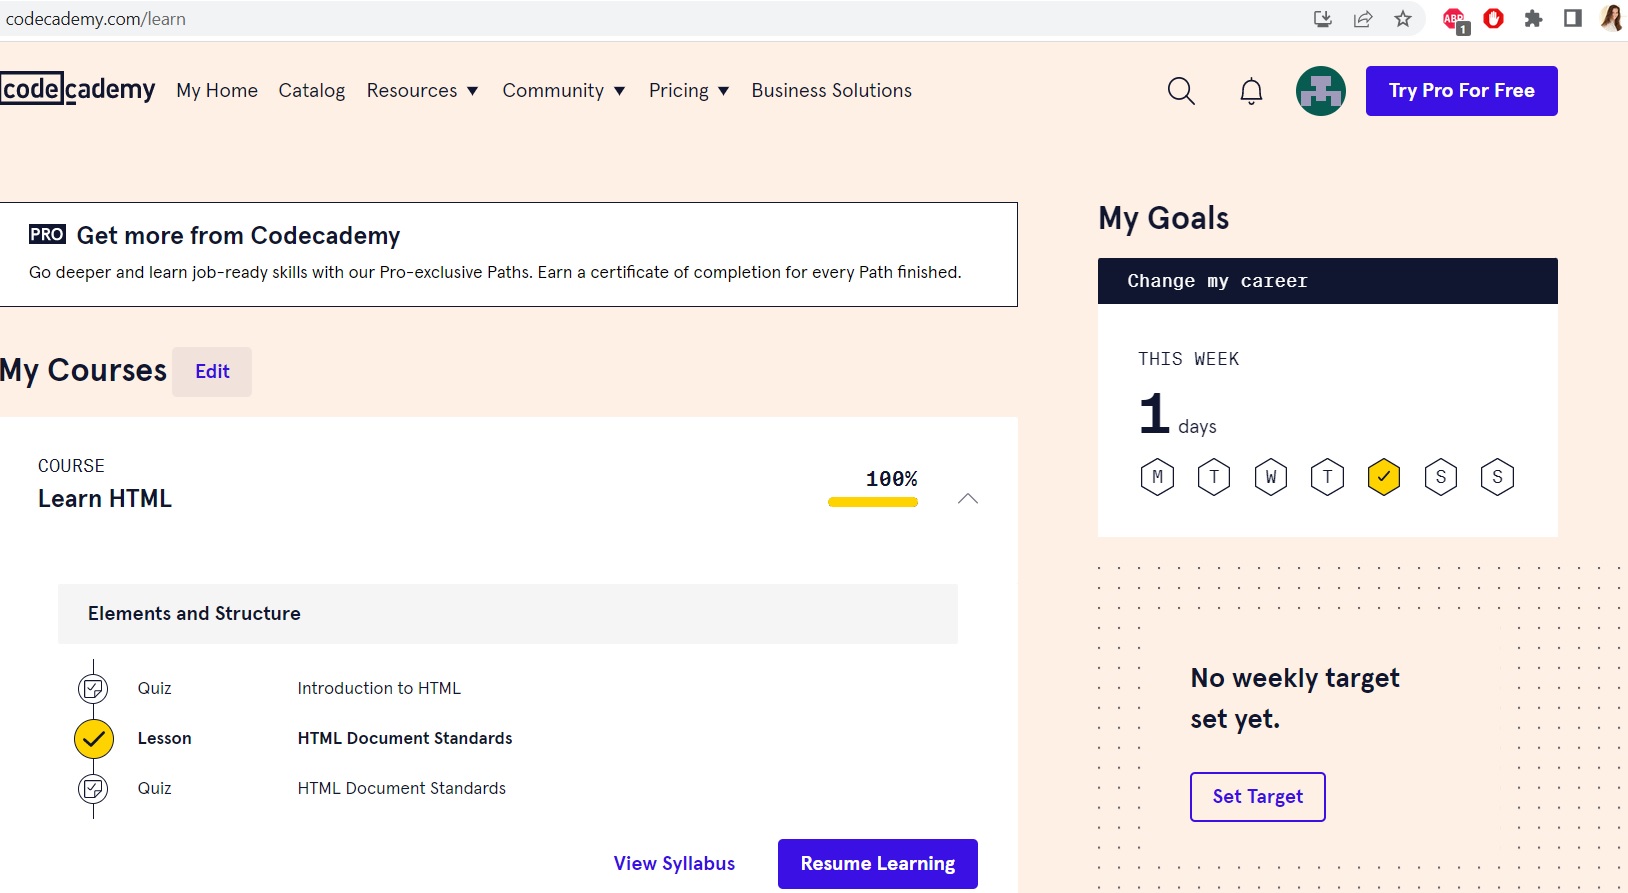 codecademy.com/learn
ABP
1
codecademy
My Home
Catalog
Resources
Community
Pricing
Business Solutions
Try Pro For Free
PRO Get more from Codecademy
Go deeper and learn job-ready skills with our Pro-exclusive Paths. Earn a certificate of completion for every Path finished.
My Courses
Edit
COURSE
Learn HTML
100%
Elements and Structure
Quiz Introduction to HTML
Lesson HTML Document Standards
Quiz HTML Document Standards
View Syllabus
Resume Learning
My Goals
Change my career
THIS WEEK
1 days
M T W T S S
No weekly target
set yet.
Set Target